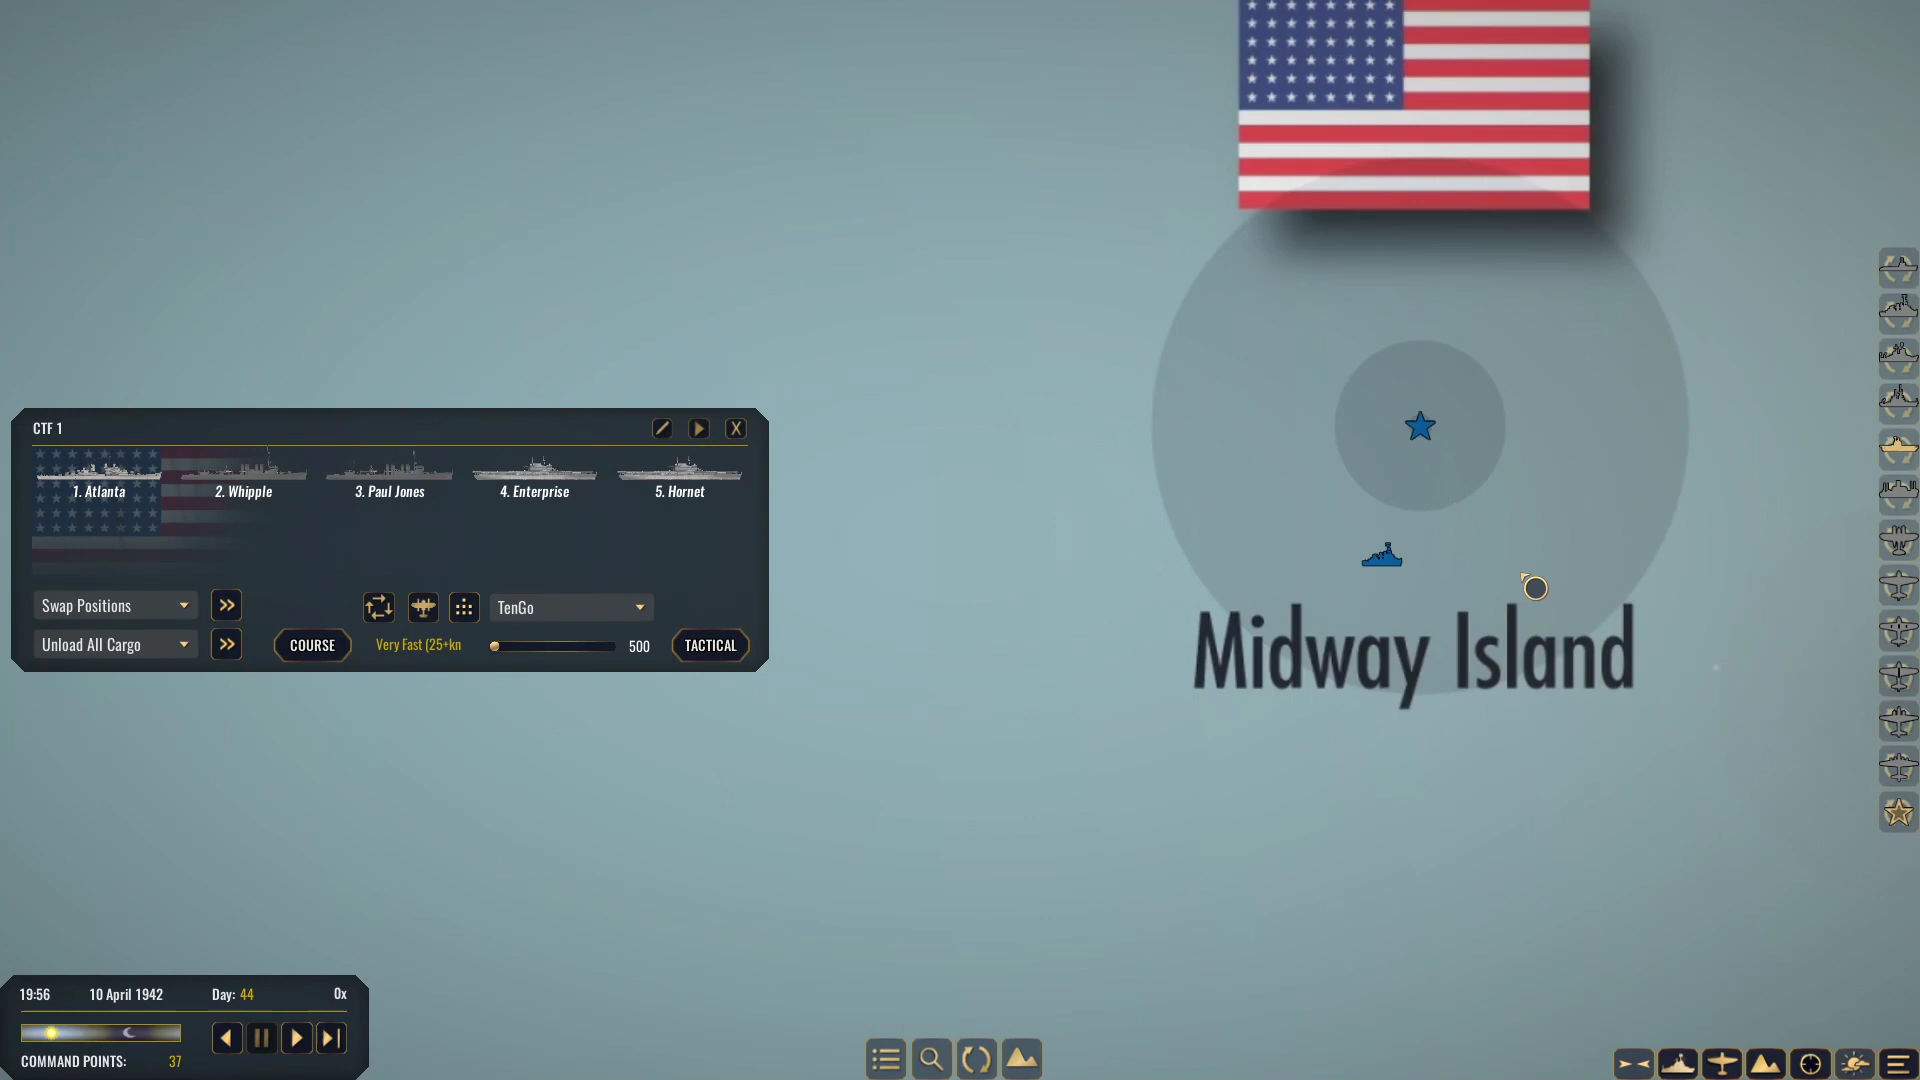 CTF 1
X
1. Atlanta
2. Whipple
3. Paul Jones
4. Enterprise
5. Hornet
Swap Positions
TenGo
Unload All Cargo
COURSE
Very Fast (25+kn
500
TACTICAL
Midway Island
19:56
10 April 1942
Day: 44
0x
COMMAND POINTS: 37